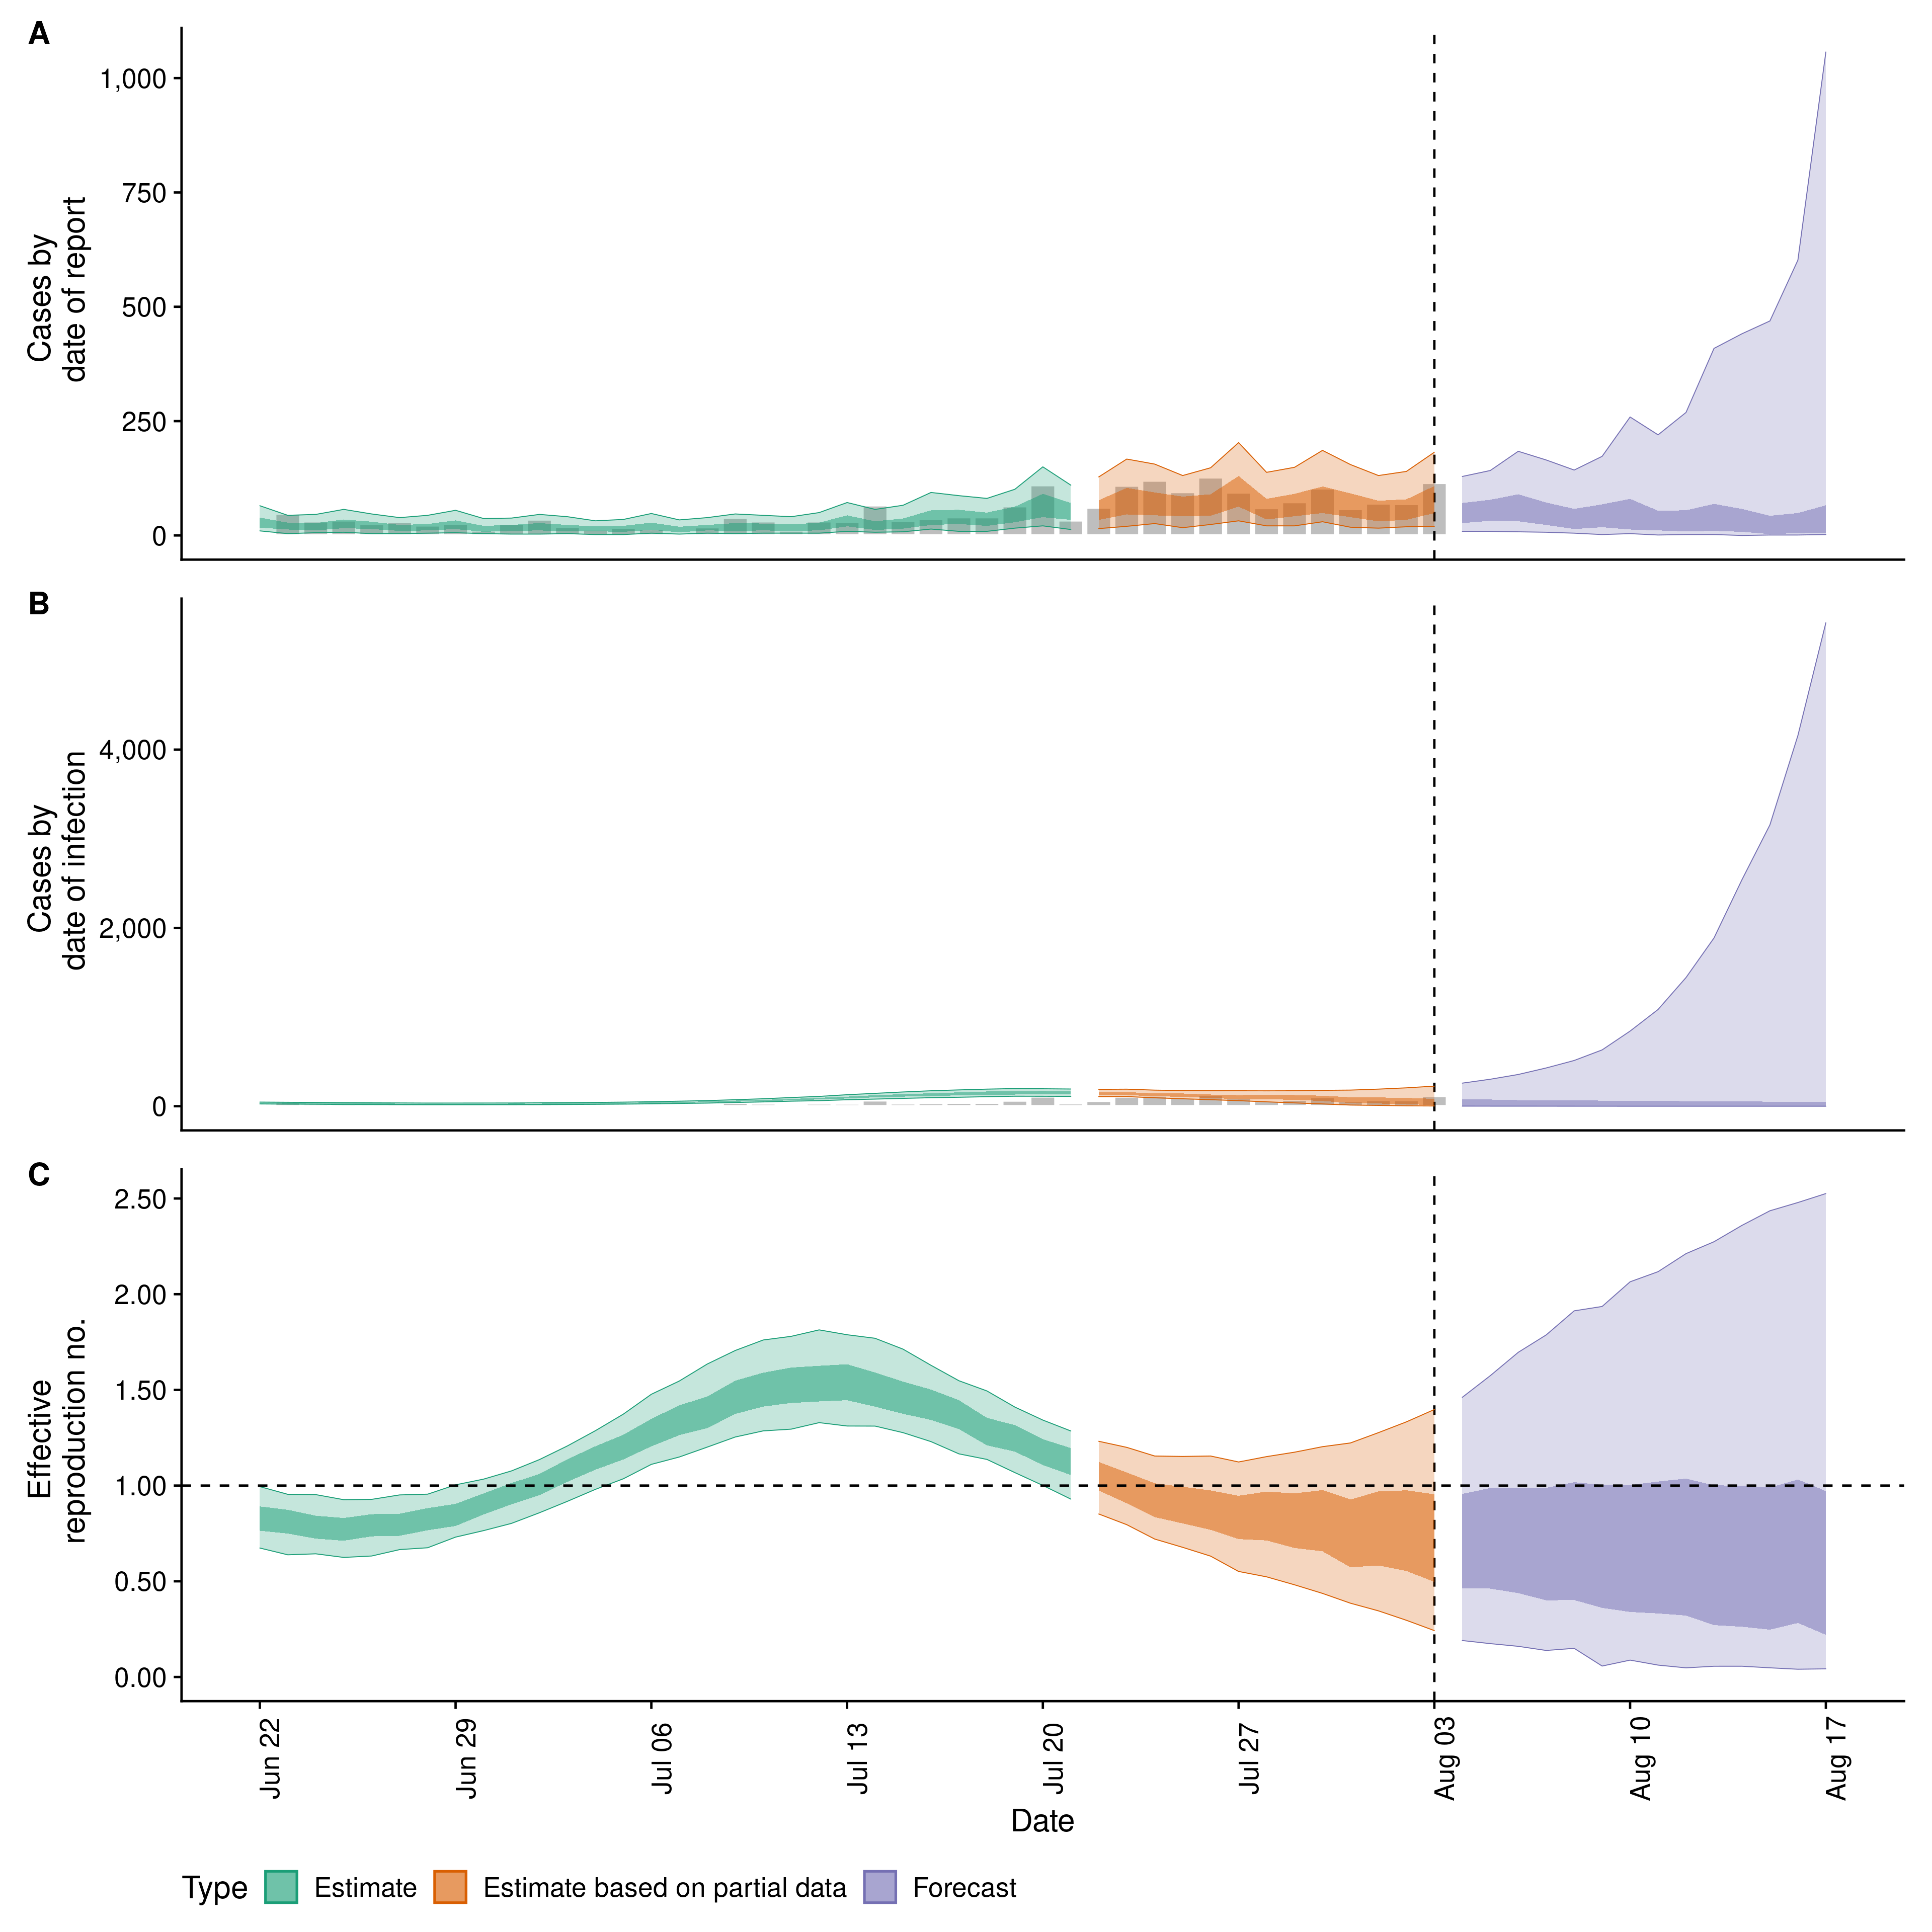 A
Cases by
date of report
1,000
750
500
250
0
B
Cases by
date of infection
4,000
2,000
0
C
Effective
reproduction no.
2.50
2.00
1.50
1.00
0.50
0.00
Jun 22
Jun 29
Jul 06
Jul 13
Jul 20
Jul 27
Aug 03
Aug 10
Aug 17
Date
Type Estimate Estimate based on partial data Forecast